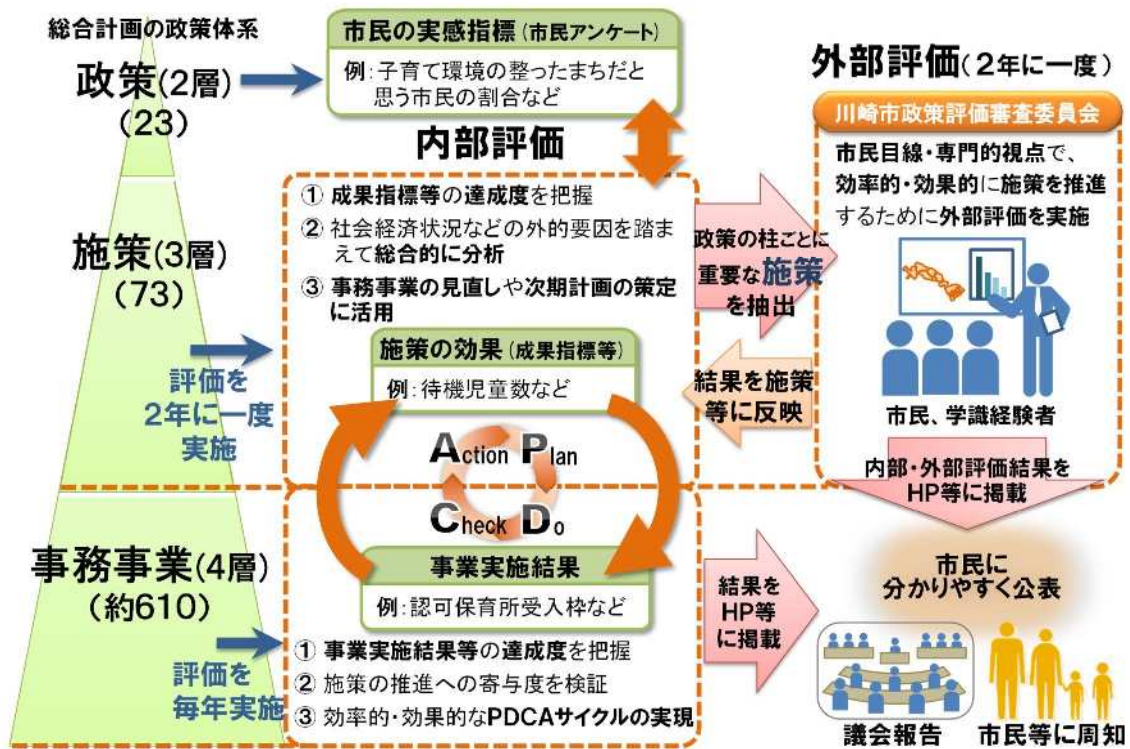 総合計画の政策体系
政策(2層)
(23)
施策(3層)
(73)
評価を
2年に一度
実施
事務事業(4層)
(約610)
評価を
毎年実施
市民の実感指標(市民アンケート)
例:子育て環境の整ったまちだと
思う市民の割合など
内部評価
① 成果指標等の達成度を把握
② 社会経済状況などの外的要因を踏ま
えて総合的に分析
③ 事務事業の見直しや次期計画の策定
に活用
施策の効果(成果指標等)
例:待機児童数など
Action Plan
Check Do
事業実施結果
例:認可保育所受入枠など
① 事業実施結果等の達成度を把握
② 施策の推進への寄与度を検証
③ 効率的・効果的なPDCAサイクルの実現
政策の柱ごとに
重要な施策
を抽出
結果を施策
等に反映
結果を
HP等
に掲載
外部評価(2年に一度)
川崎市政策評価審査委員会
市民目線・専門的視点で、
効率的・効果的に施策を推進
するために外部評価を実施
市民、学識経験者
内部・外部評価結果を
HP等に掲載
市民に
分かりやすく公表
議会報告
市民等に周知